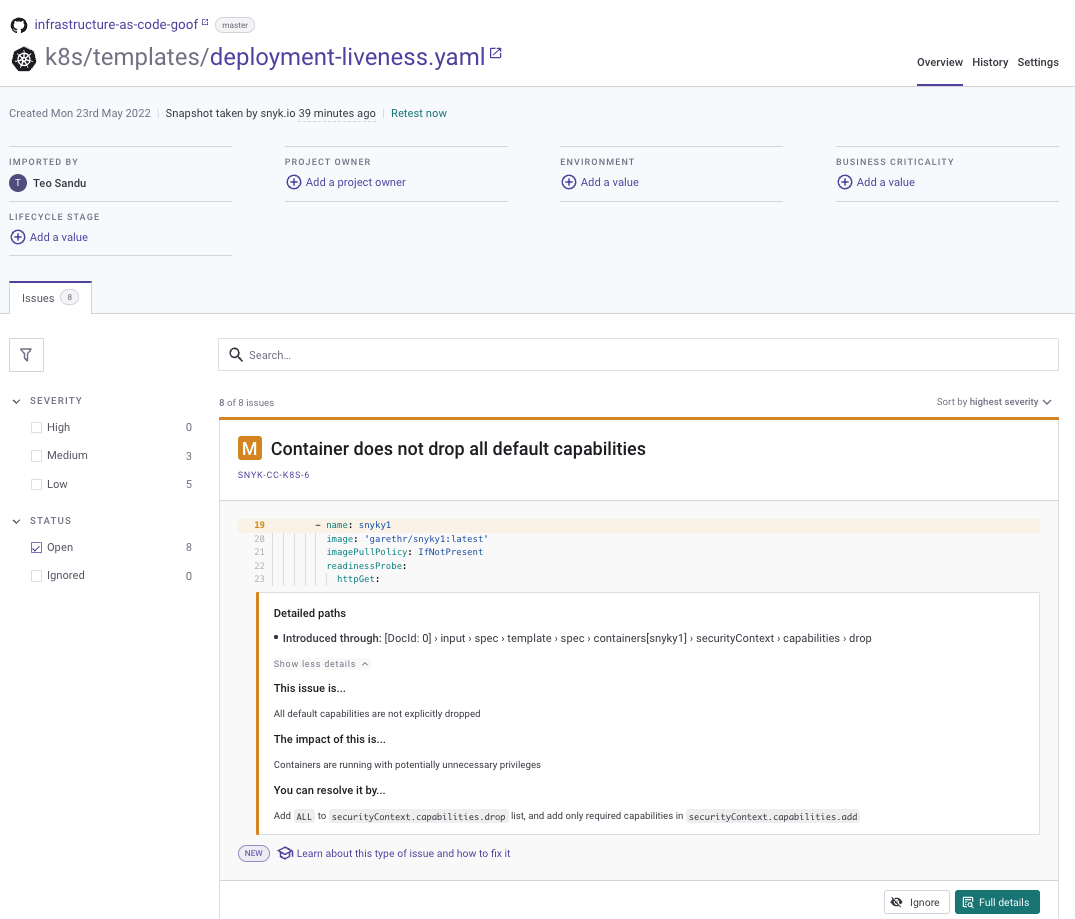 infrastructure-as-code-goof master
k8s/templates/deployment-liveness.yaml
Overview History Settings
Created Mon 23rd May 2022 Snapshot taken by snyk.io 39 minutes ago Retest now
IMPORTED BY
T Teo Sandu
PROJECT OWNER
Add a project owner
ENVIRONMENT
Add a value
BUSINESS CRITICALITY
Add a value
LIFECYCLE STAGE
Add a value
Issues 8
Search...
SEVERITY
High 0
Medium 3
Low 5
STATUS
Open 8
Ignored 0
8 of 8 issues
Sort by highest severity
M Container does not drop all default capabilities
SNYK-CC-K8S-6
19 - name: snyky1
20 image: 'garethr/snyky1:latest'
21 imagePullPolicy: IfNotPresent
22 readinessProbe:
23 httpGet:
Detailed paths
• Introduced through: [DocId: 0] › input › spec › template › spec › containers[snyky1] › securityContext › capabilities › drop
Show less details
This issue is...
All default capabilities are not explicitly dropped
The impact of this is...
Containers are running with potentially unnecessary privileges
You can resolve it by...
Add ALL to securityContext.capabilities.drop list, and add only required capabilities in securityContext.capabilities.add
NEW Learn about this type of issue and how to fix it
Ignore Full details